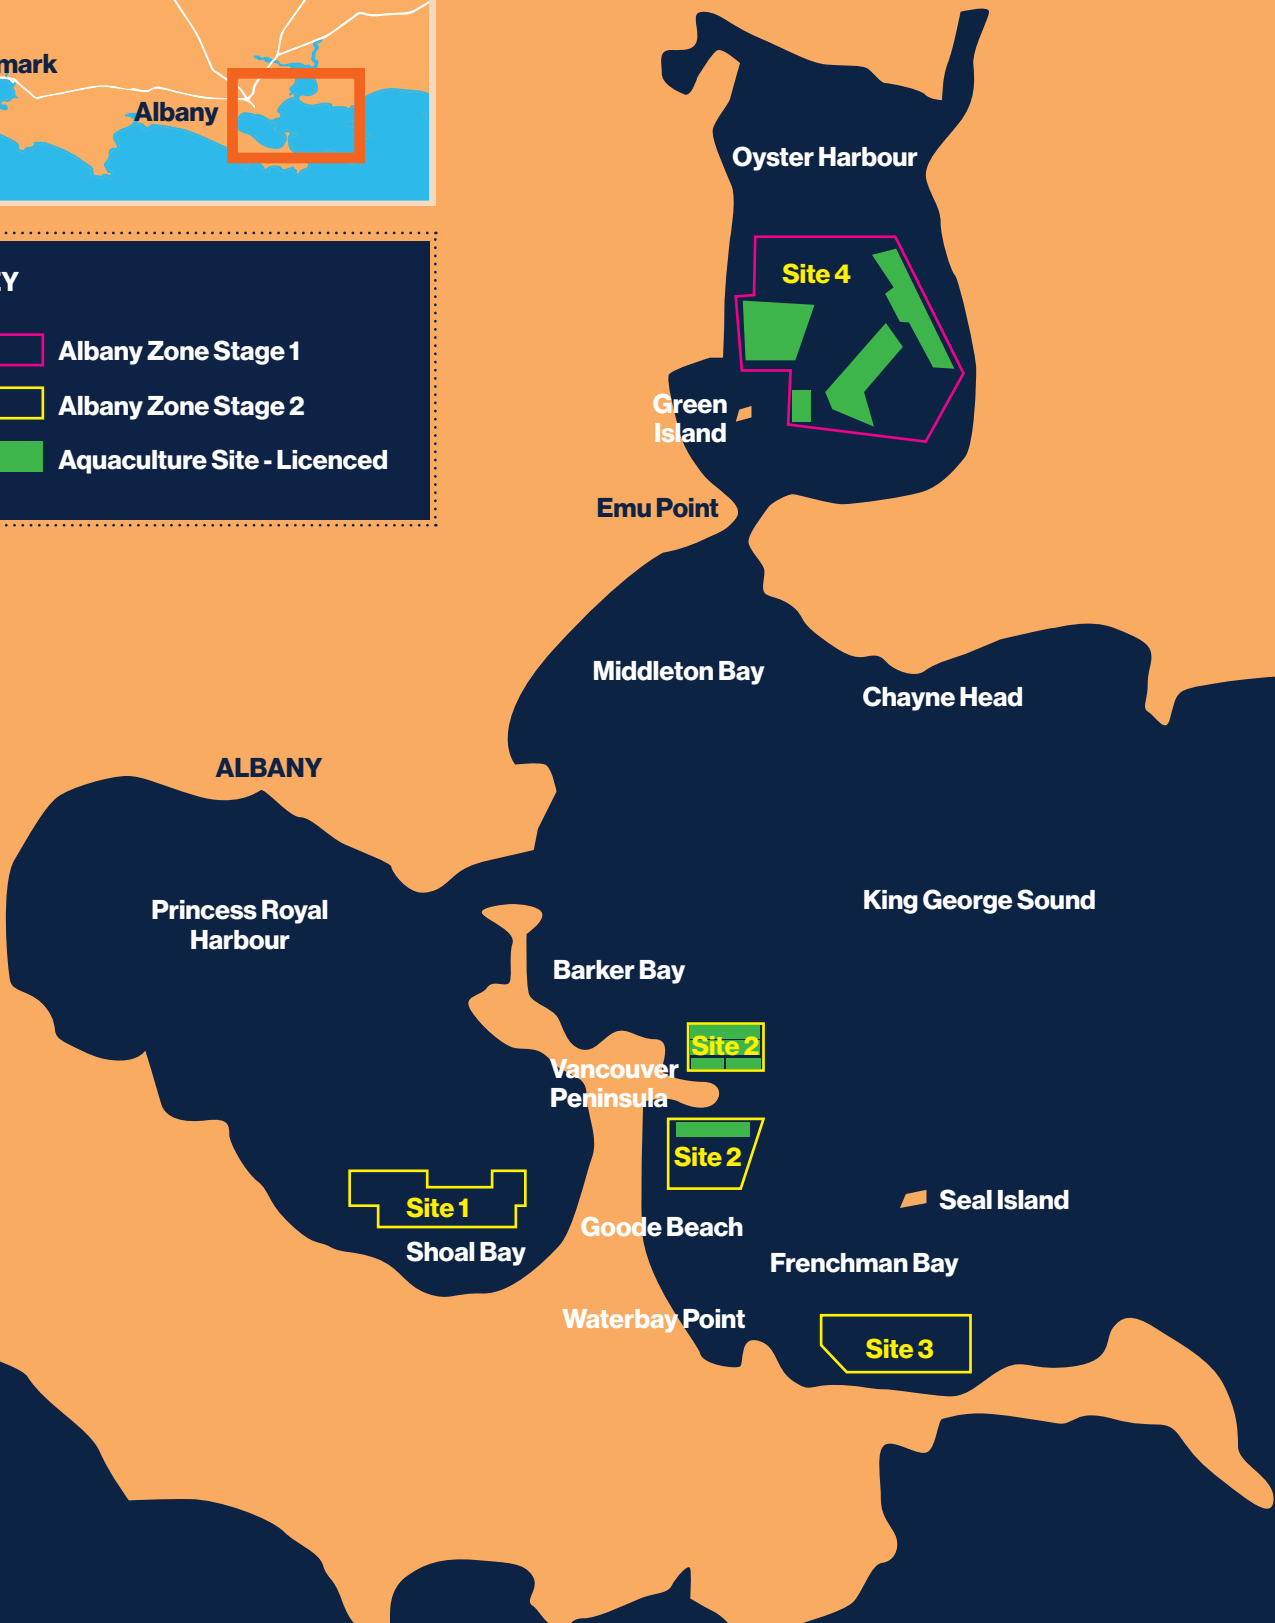 mark
Albany
Y
Albany Zone Stage 1
Albany Zone Stage 2
Aquaculture Site - Licenced
Oyster Harbour
Site 4
Green
Island
Emu Point
Middleton Bay
Chayne Head
ALBANY
Princess Royal
Harbour
King George Sound
Barker Bay
Site 2
Vancouver
Peninsula
Site 2
Site 1
Shoal Bay
Goode Beach
Seal Island
Frenchman Bay
Waterbay Point
Site 3